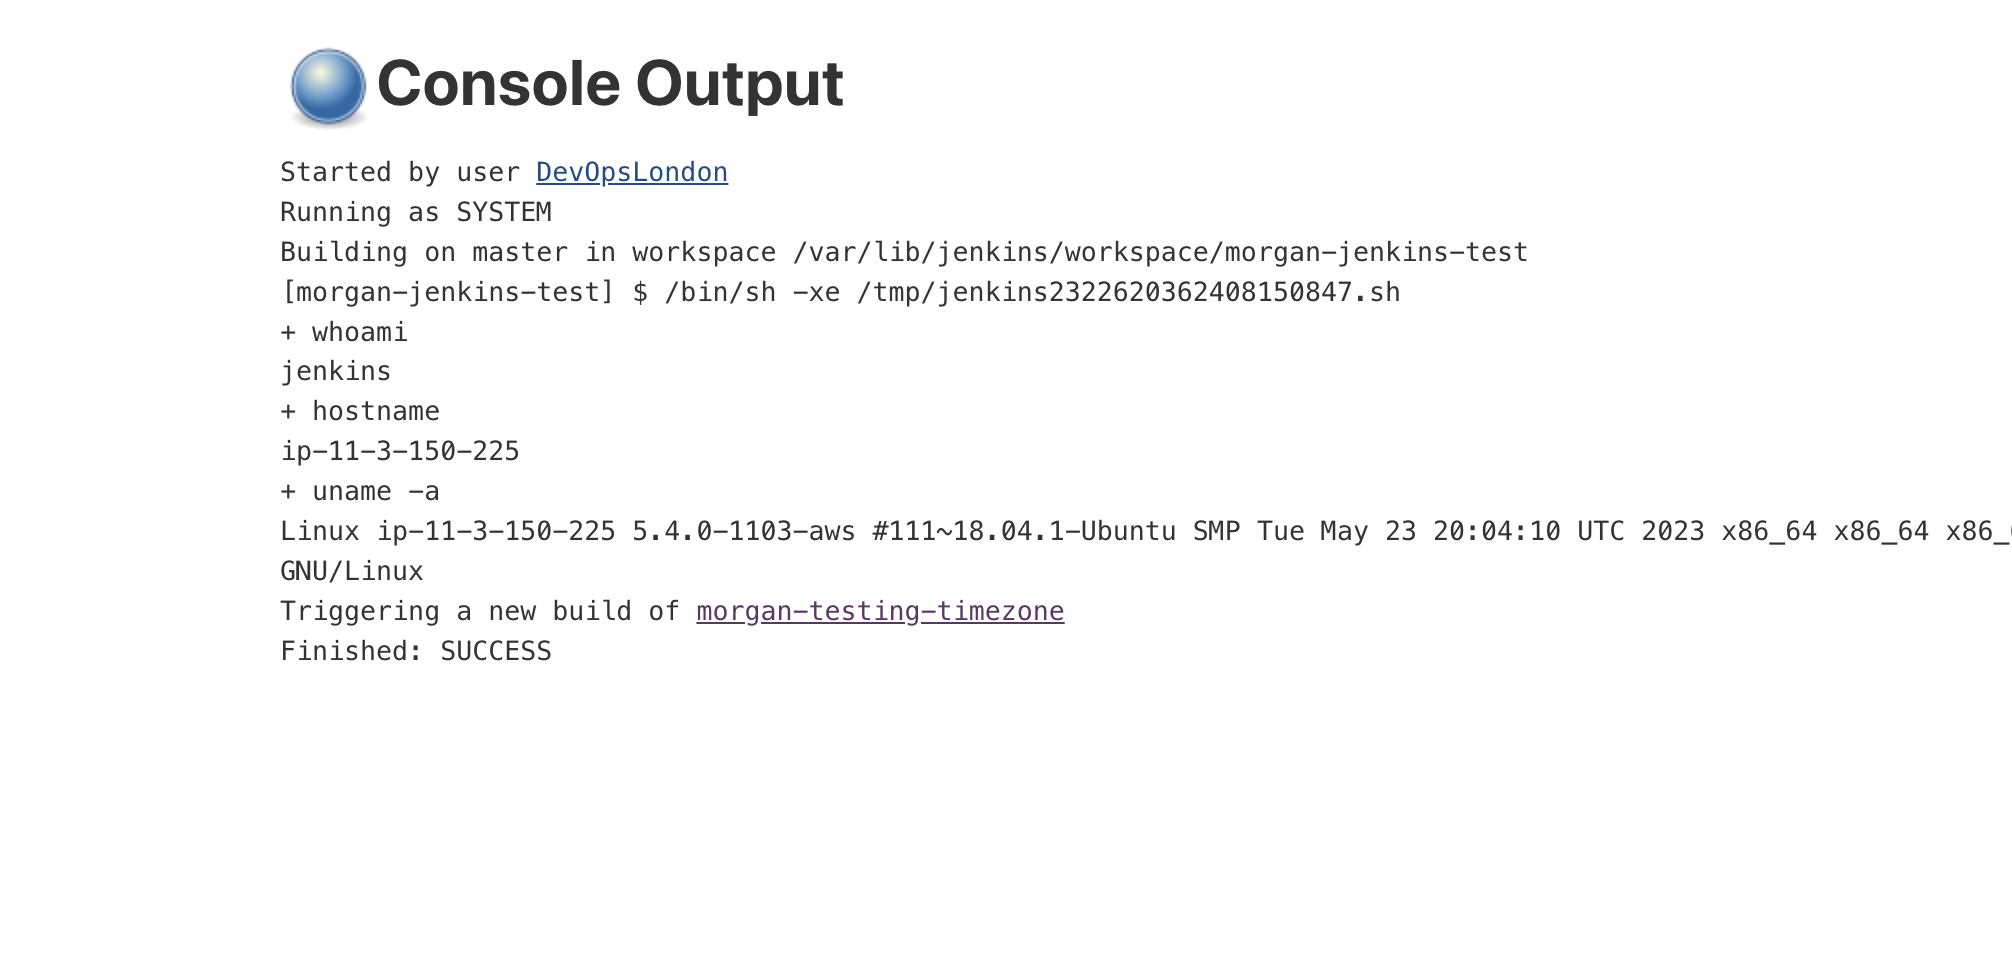 Console Output
Started by user DevOpsLondon
Running as SYSTEM
Building on master in workspace /var/lib/jenkins/workspace/morgan-jenkins-test
[morgan-jenkins-test] $ /bin/sh -xe /tmp/jenkins2322620362408150847.sh
+ whoami
jenkins
+ hostname
ip-11-3-150-225
+ uname -a
Linux ip-11-3-150-225 5.4.0-1103-aws #111~18.04.1-Ubuntu SMP Tue May 23 20:04:10 UTC 2023 x86_64 x86_64 x86_
GNU/Linux
Triggering a new build of morgan-testing-timezone
Finished: SUCCESS